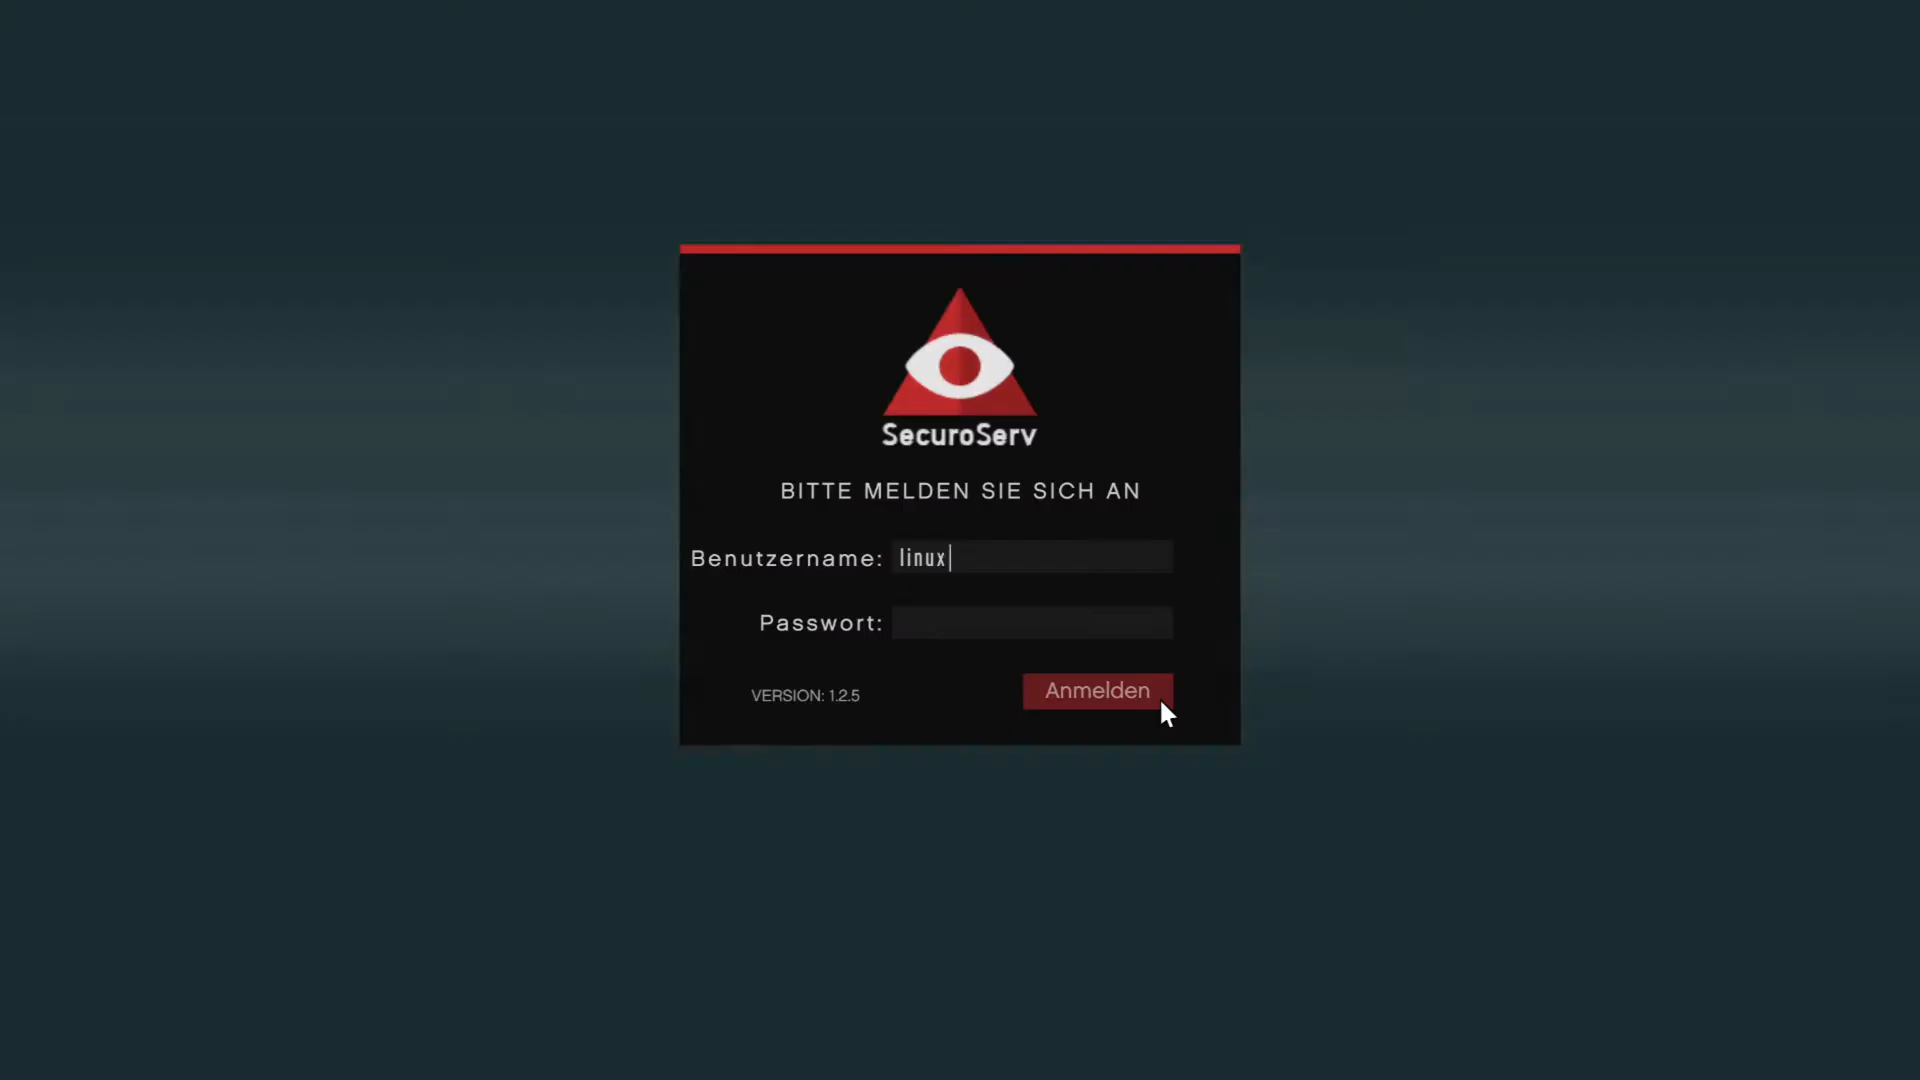 SecuroServ
BITTE MELDEN SIE SICH AN
Benutzername: linux
Passwort:
VERSION: 1.2.5
Anmelden